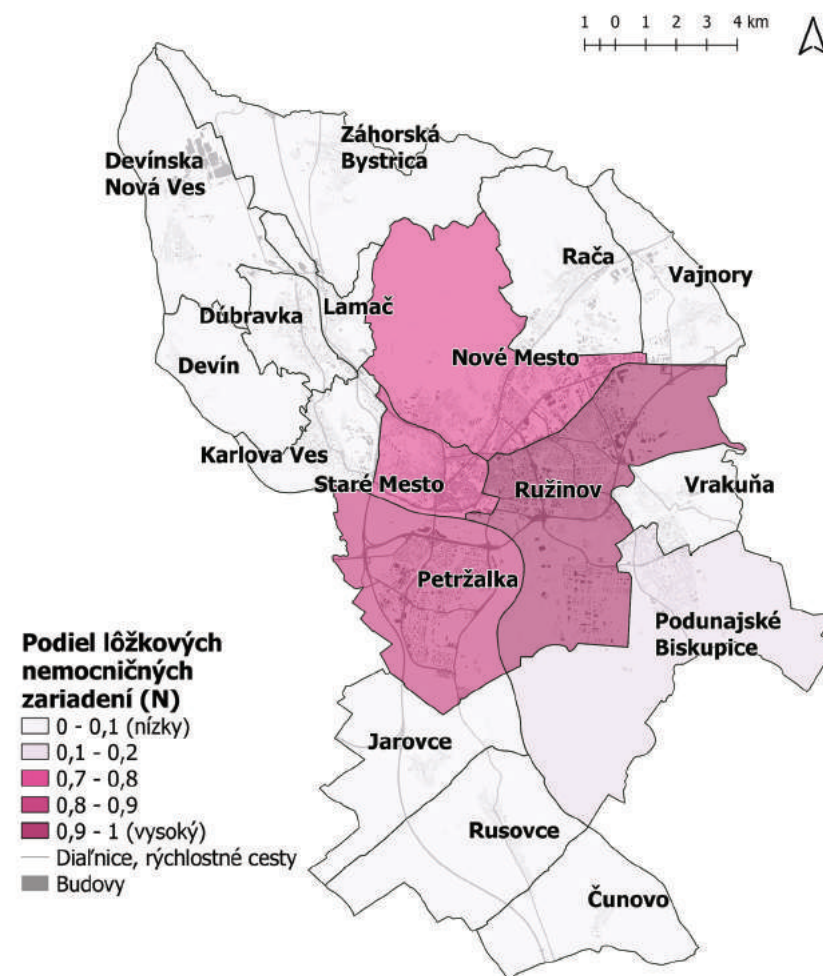 1 0 1 2 3 4 km
Záhorská
Bystrica
Devínska
Nová Ves
Rača
Vajnory
Lamač
Dúbravka
Nové Mesto
Devín
Karlova Ves
Staré Mesto
Ružinov
Vrakuňa
Petržalka
Podunajské
Biskupice
Podiel lôžkových
nemocničných
zariadení (N)
0 - 0,1 (nízky)
0,1 - 0,2
0,7 - 0,8
0,8 - 0,9
0,9 - 1 (vysoký)
Diaľnice, rýchlostné cesty
Budovy
Jarovce
Rusovce
Čunovo